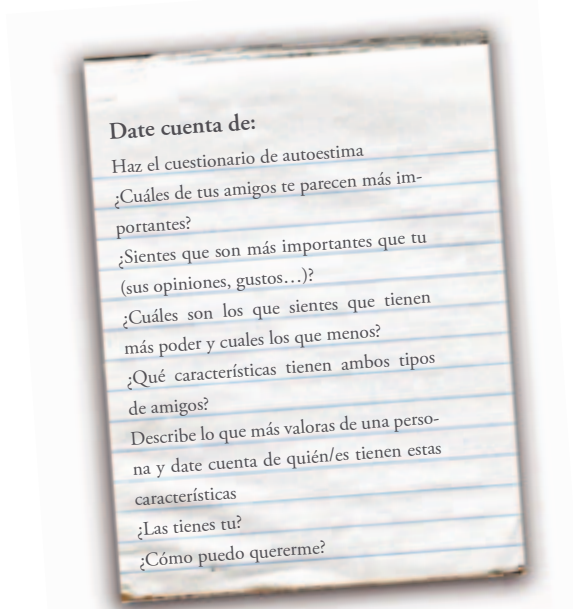 Date cuenta de:
Haz el cuestionario de autoestima
¿Cuáles de tus amigos te parecen más im-
portantes?
¿Sientes que son más importantes que tu
(sus opiniones, gustos…)?
¿Cuáles son los que sientes que tienen
más poder y cuales los que menos?
¿Qué características tienen ambos tipos
de amigos?
Describe lo que más valoras de una perso-
na y date cuenta de quién/es tienen estas
características
¿Las tienes tu?
¿Cómo puedo quererme?